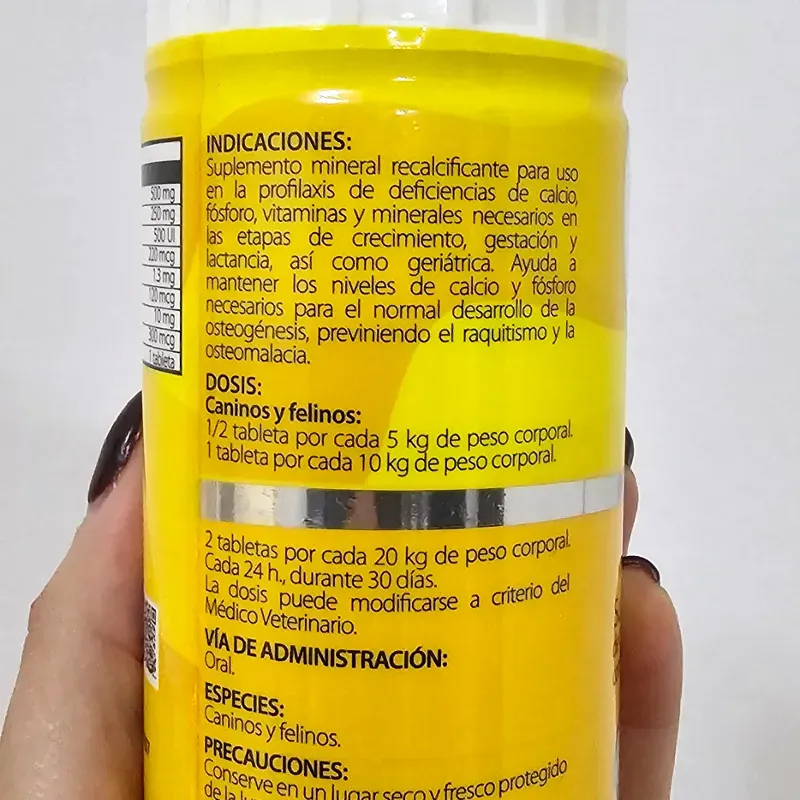 500 mg
250 mg
500 UI
220 mcg
1.3 mg
120 mcg
10 mg
300 mcg
1 tableta
INDICACIONES:
Suplemento mineral recalcificante para uso
en la profilaxis de deficiencias de calcio,
fósforo, vitaminas y minerales necesarios en
las etapas de crecimiento, gestación y
lactancia, así como geriátrica. Ayuda a
mantener los niveles de calcio y fósforo
necesarios para el normal desarrollo de la
osteogénesis, previniendo el raquitismo y la
osteomalacia.
DOSIS:
Caninos y felinos:
1/2 tableta por cada 5 kg de peso corporal.
1 tableta por cada 10 kg de peso corporal.
2 tabletas por cada 20 kg de peso corporal.
Cada 24 h., durante 30 días.
La dosis puede modificarse a criterio del
Médico Veterinario.
VÍA DE ADMINISTRACIÓN:
Oral.
ESPECIES:
Caninos y felinos.
PRECAUCIONES:
Conserve en un lugar seco y fresco protegido
de la